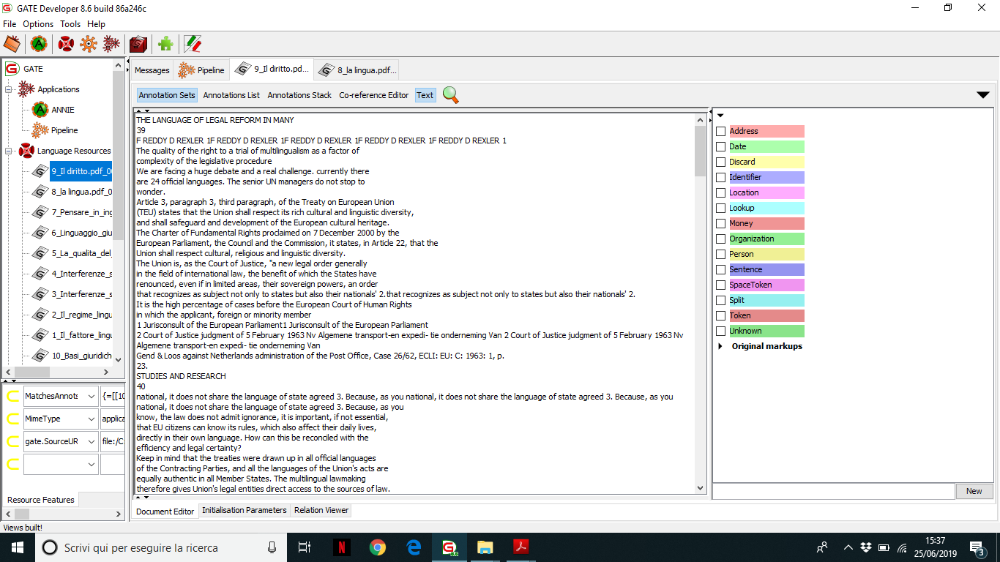 GATE Developer 8.6 build 86a246c
File Options Tools Help
GATE
Applications
ANNIE
Pipeline
Language Resources
9_Il diritto.pdf_0
8_la lingua.pdf_0
7_Pensare_in_ing
6_Linguaggio_giu
5_La_qualita_del_
4_Interferenze_s
3_Interferenze_s
2_Il_regime_lingu
1_Il_fattore_lingu
10_Basi_giuridich
MatchesAnnots {=[[10
MimeType applica
gate.SourceUR file:/C:
Resource Features
Messages Pipeline 9_Il diritto.pd... 8_la lingua.pdf...
Annotation Sets Annotations List Annotations Stack Co-reference Editor Text
THE LANGUAGE OF LEGAL REFORM IN MANY
39
F REDDY D REXLER 1F REDDY D REXLER 1F REDDY D REXLER 1F REDDY D REXLER 1F REDDY D REXLER 1
The quality of the right to a trial of multilingualism as a factor of
complexity of the legislative procedure
We are facing a huge debate and a real challenge. currently there
are 24 official languages. The senior UN managers do not stop to
wonder.
Article 3, paragraph 3, third paragraph, of the Treaty on European Union
(TEU) states that the Union shall respect its rich cultural and linguistic diversity,
and shall safeguard and development of the European cultural heritage.
The Charter of Fundamental Rights proclaimed on 7 December 2000 by the
European Parliament, the Council and the Commission, it states, in Article 22, that the
Union shall respect cultural, religious and linguistic diversity.
The Union is, as the Court of Justice, "a new legal order generally
in the field of international law, the benefit of which the States have
renounced, even if in limited areas, their sovereign powers, an order
that recognizes as subject not only to states but also their nationals' 2.that recognizes as subject not only to states but also their nationals' 2.
It is the high percentage of cases before the European Court of Human Rights
in which the applicant, foreign or minority member
1 Jurisconsult of the European Parliament1 Jurisconsult of the European Parliament
2 Court of Justice judgment of 5 February 1963 Nv Algemene transport-en expedi- tie onderneming Van 2 Court of Justice judgment of 5 February 1963 Nv
Algemene transport-en expedi- tie onderneming Van
Gend & Loos against Netherlands administration of the Post Office, Case 26/62, ECLI: EU: C: 1963: 1, p.
23.
STUDIES AND RESEARCH
40
national, it does not share the language of state agreed 3. Because, as you national, it does not share the language of state agreed 3. Because, as you
national, it does not share the language of state agreed 3. Because, as you
know, the law does not admit ignorance, it is important, if not essential,
that EU citizens can know its rules, which also affect their daily lives,
directly in their own language. How can this be reconciled with the
efficiency and legal certainty?
Keep in mind that the treaties were drawn up in all official languages
of the Contracting Parties, and all the languages of the Union's acts are
equally authentic in all Member States. The multilingual lawmaking
therefore gives Union's legal entities direct access to the sources of law.
Document Editor Initialisation Parameters Relation Viewer
Address
Date
Discard
Identifier
Location
Lookup
Money
Organization
Person
Sentence
SpaceToken
Split
Token
Unknown
Original markups
New
Views built!
Scrivi qui per eseguire la ricerca
15:37
25/06/2019
3